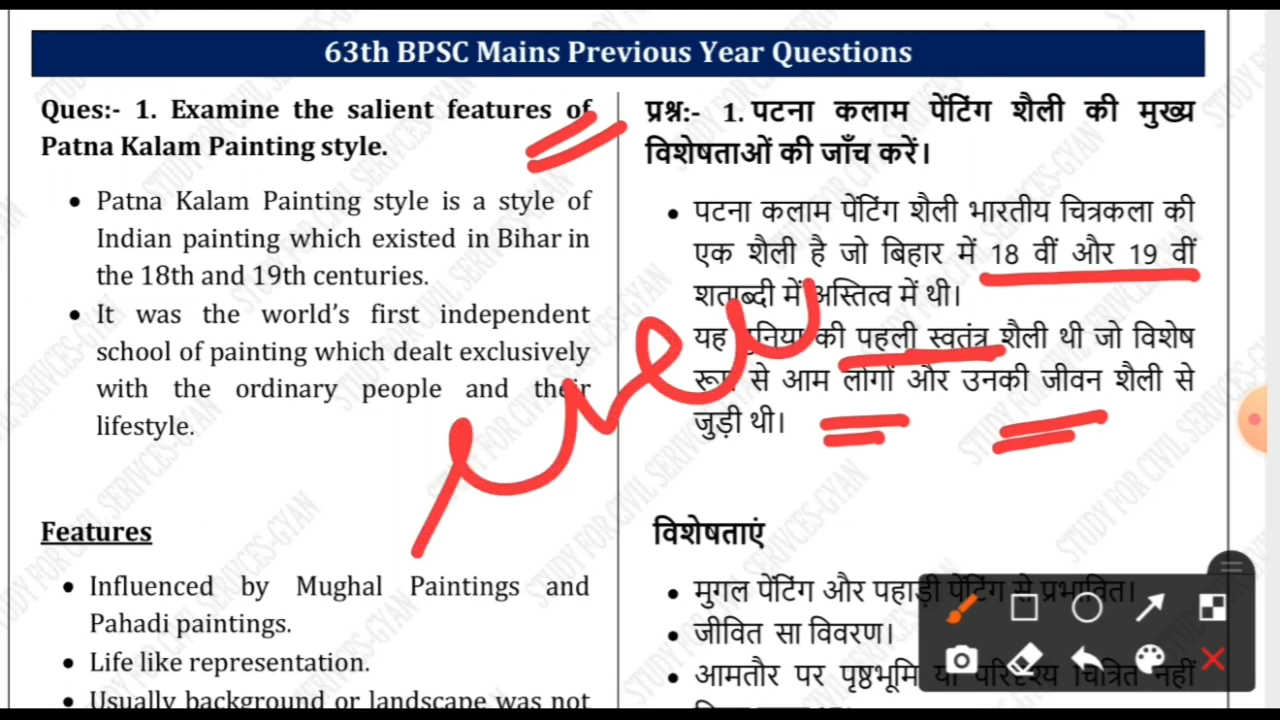 63th BPSC Mains Previous Year Questions
Ques:- 1. Examine the salient features of
Patna Kalam Painting style.
• Patna Kalam Painting style is a style of
Indian painting which existed in Bihar in
the 18th and 19th centuries.
• It was the world's first independent
school of painting which dealt exclusively
with the ordinary people and their
lifestyle.
Features
• Influenced by Mughal Paintings and
Pahadi paintings.
• Life like representation.
• Usually background or landscape was not
प्रश्न:- 1. पटना कलाम पेंटिंग शैली की मुख्य
विशेषताओं की जाँच करें।
• पटना कलाम पेंटिंग शैली भारतीय चित्रकला की
एक शैली है जो बिहार में 18 वीं और 19 वीं
शताब्दी में अस्तित्व में थी।
यह दुनिया की पहली स्वतंत्र शैली थी जो विशेष
रूप से आम लोगों और उनकी जीवन शैली से
जुड़ी थी।
विशेषताएं
• मुगल पेंटिंग और पहाड़ी पेंटिंग से प्रभावित।
• जीवित सा विवरण।
• आमतौर पर पृष्ठभूमि या परिदृश्य चित्रित नहीं
STUDY FOR CIVIL SERIVCES-GYAN